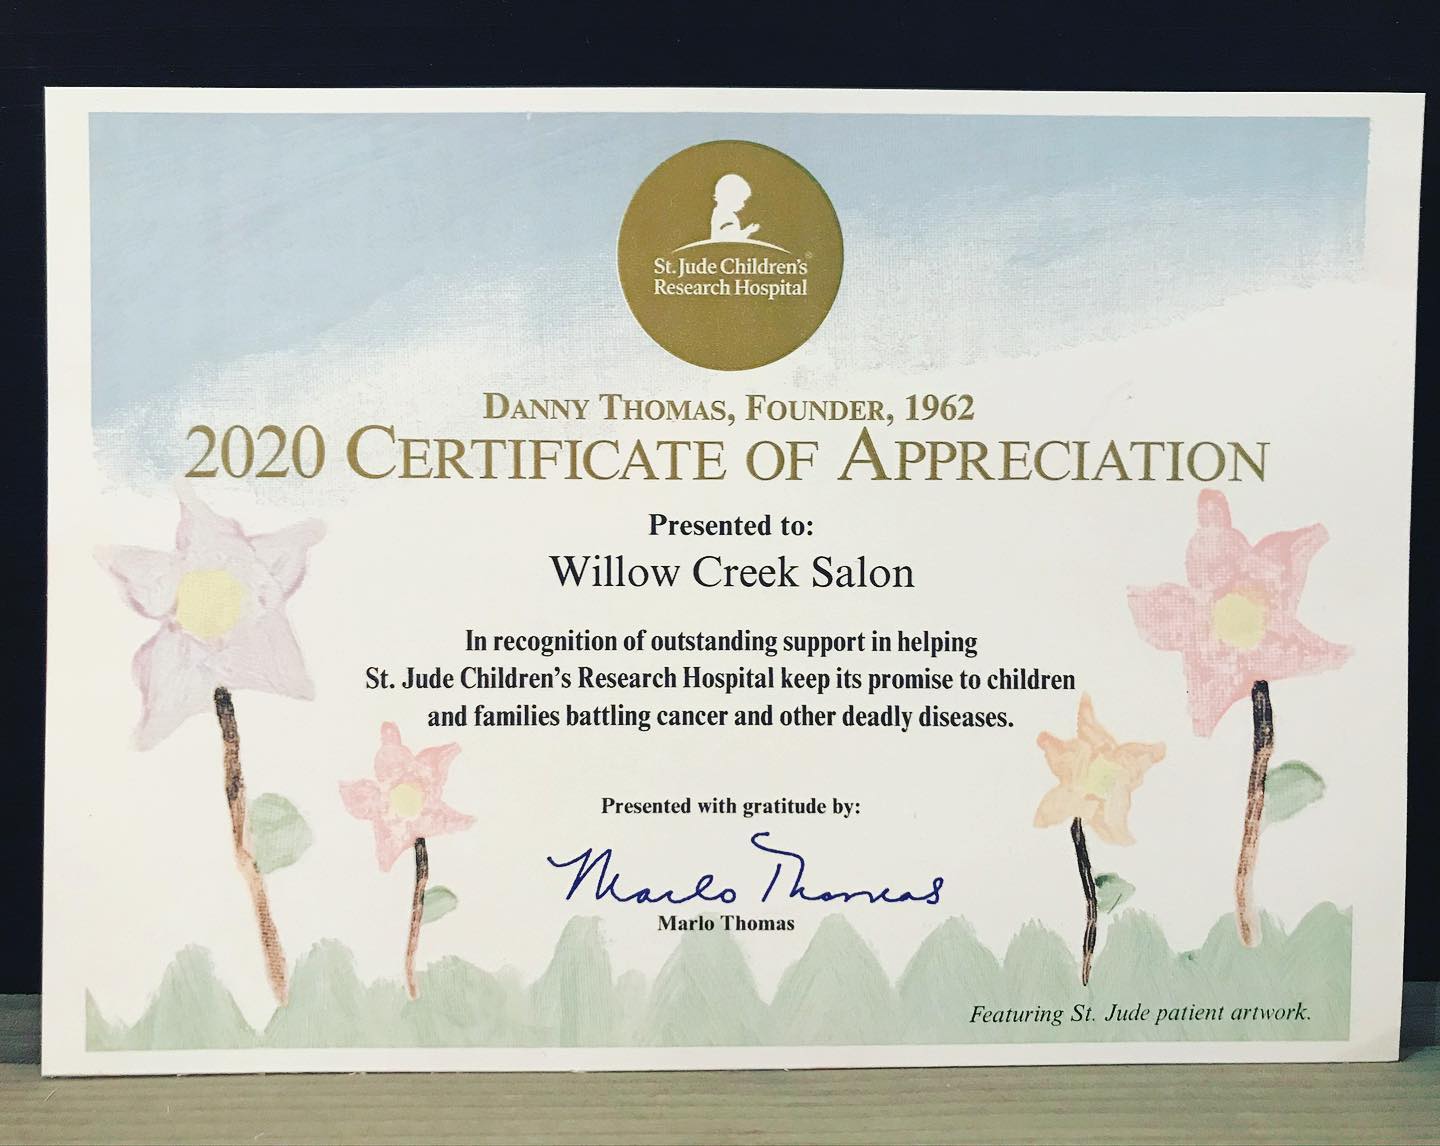 St. Jude Children's®
Research Hospital
DANNY THOMAS, FOUNDER, 1962
2020 CERTIFICATE OF APPRECIATION
Presented to:
Willow Creek Salon
In recognition of outstanding support in helping
St. Jude Children's Research Hospital keep its promise to children
and families battling cancer and other deadly diseases.
Presented with gratitude by:
Marlo Thomas
Marlo Thomas
Featuring St. Jude patient artwork.